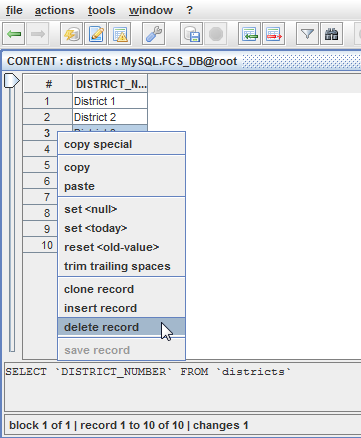 file actions tools window ?
CONTENT : districts : MySQL.FCS_DB@root
# DISTRICT_N...
1 District 1
2 District 2
3
4
5
6
7
8
9
10
copy special
copy
paste
set <null>
set <today>
reset <old-value>
trim trailing spaces
clone record
insert record
delete record
save record
SELECT `DISTRICT_NUMBER` FROM `districts`
block 1 of 1 | record 1 to 10 of 10 | changes 1